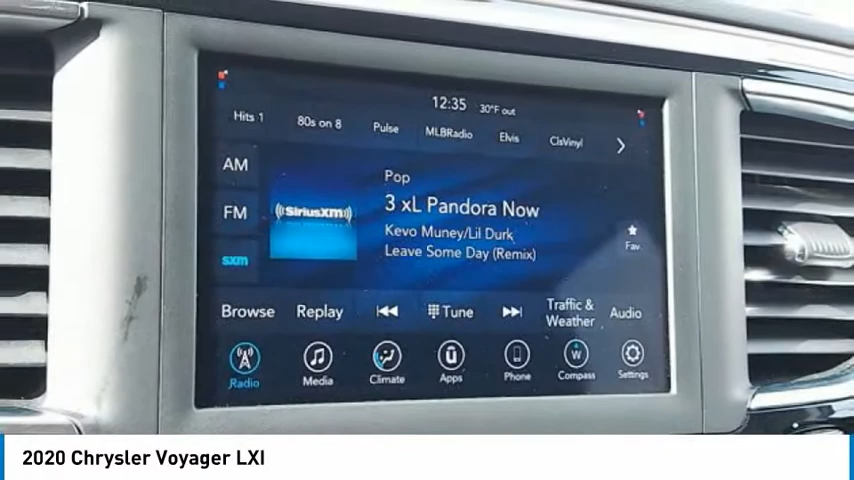 12:35 30°F out
Hits 1 80s on 8 Pulse MLBRadio Elvis ClsVinyl
AM
FM
sxm
((SiriusXM))
Pop
3 xL Pandora Now
Kevo Muney/Lil Durk
Leave Some Day (Remix)
Fav
Browse Replay Tune Traffic & Weather Audio
Radio Media Climate Apps Phone W Compass Settings
2020 Chrysler Voyager LXI